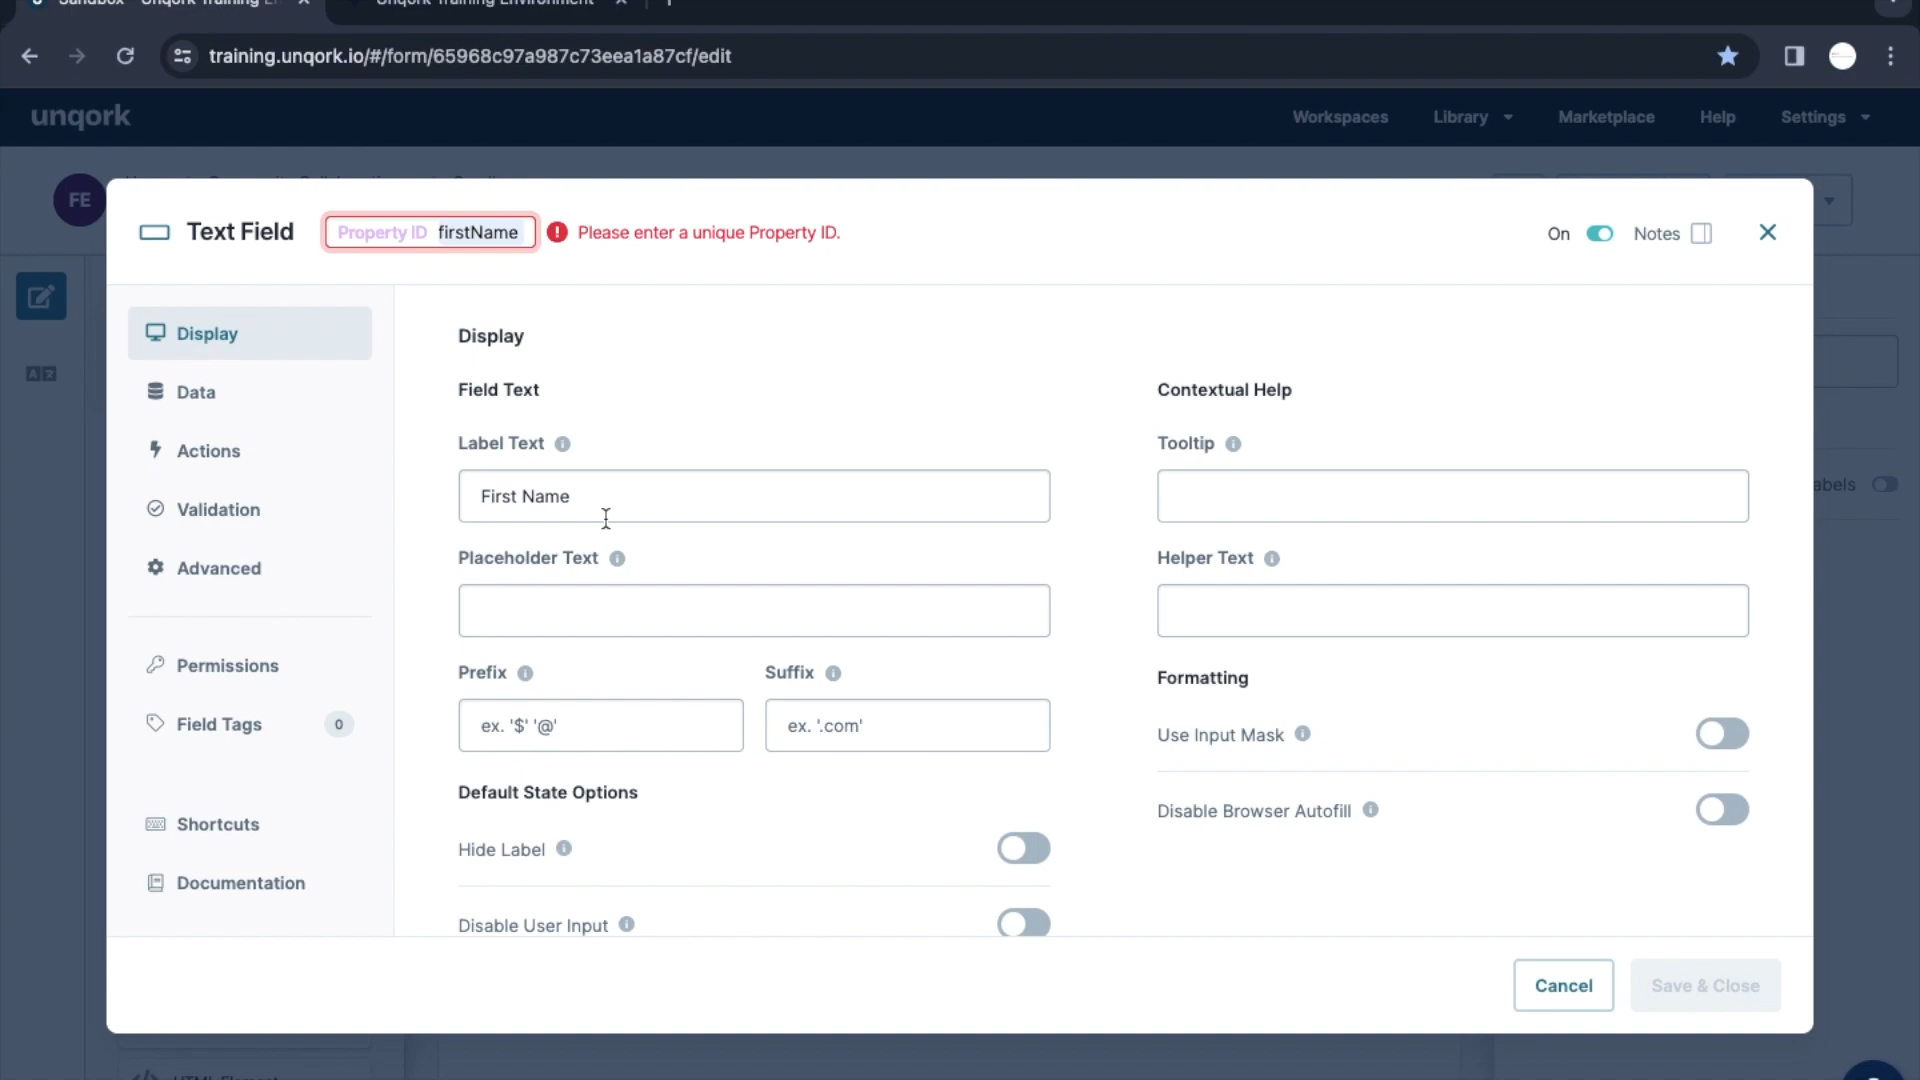 Unqork Training Environment
training.unqork.io/#/form/65968c97a987c73eea1a87cf/edit
unqork
Workspaces
Library
Marketplace
Help
Settings
FE
Text Field
Property ID firstName
Please enter a unique Property ID.
On
Notes
Display
Data
Actions
Validation
Advanced
Permissions
Field Tags 0
Shortcuts
Documentation
Display
Field Text
Label Text
First Name
Placeholder Text
Prefix
Suffix
ex. '$' '@'
ex. '.com'
Default State Options
Hide Label
Disable User Input
Contextual Help
Tooltip
Helper Text
Formatting
Use Input Mask
Disable Browser Autofill
abels
Cancel
Save & Close